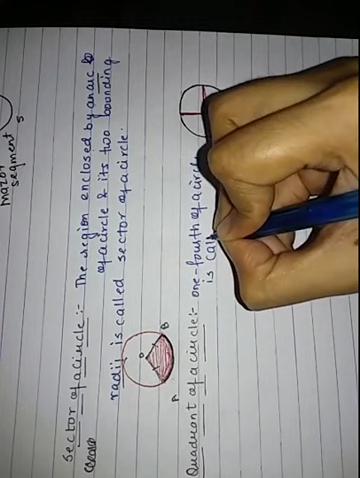 Major
segment s
Sector of a circle :- The region enclosed by an arc
of a circle & its two bounding
radii is called sector of a circle.
O
A
B
Quadrant of a circle:- one-fourth of a circle
is call